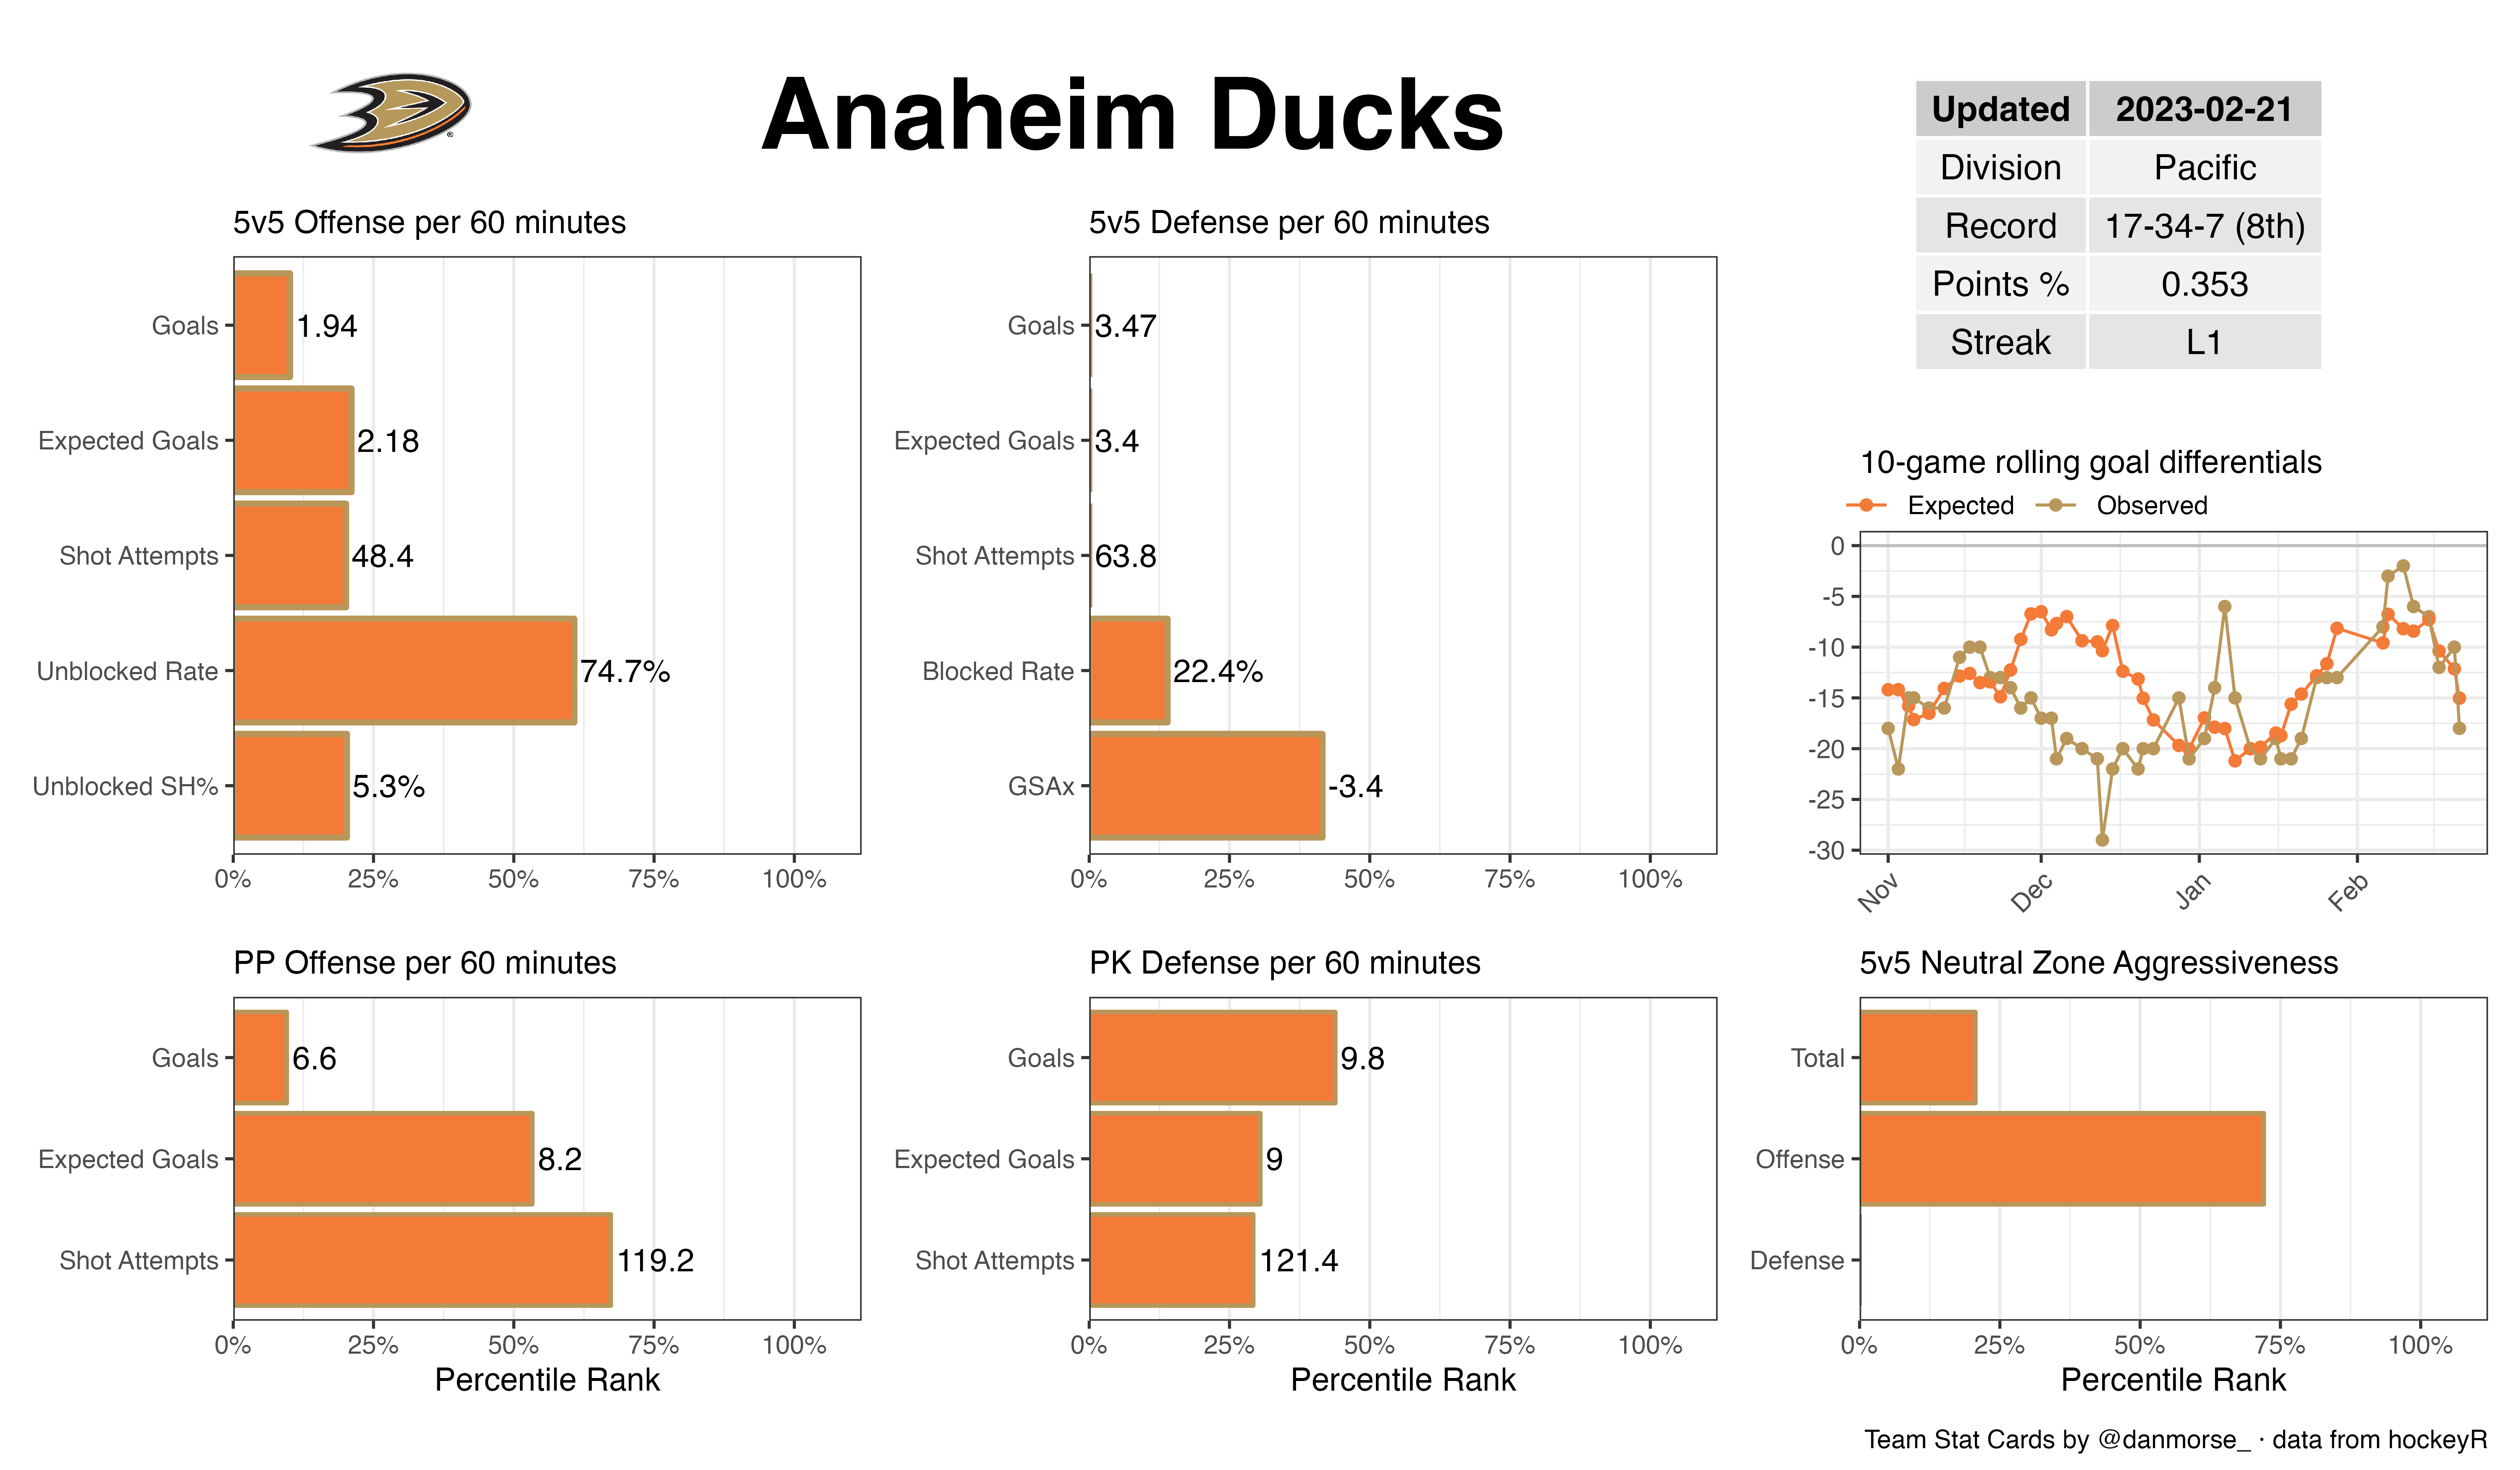 Anaheim Ducks
Updated 2023-02-21
Division Pacific
Record 17-34-7 (8th)
Points % 0.353
Streak L1
5v5 Offense per 60 minutes
Goals 1.94
Expected Goals 2.18
Shot Attempts 48.4
Unblocked Rate 74.7%
Unblocked SH% 5.3%
0% 25% 50% 75% 100%
5v5 Defense per 60 minutes
Goals 3.47
Expected Goals 3.4
Shot Attempts 63.8
Blocked Rate 22.4%
GSAx -3.4
0% 25% 50% 75% 100%
10-game rolling goal differentials
Expected Observed
0
-5
-10
-15
-20
-25
-30
Nov Dec Jan Feb
PP Offense per 60 minutes
Goals 6.6
Expected Goals 8.2
Shot Attempts 119.2
0% 25% 50% 75% 100%
Percentile Rank
PK Defense per 60 minutes
Goals 9.8
Expected Goals 9
Shot Attempts 121.4
0% 25% 50% 75% 100%
Percentile Rank
5v5 Neutral Zone Aggressiveness
Total
Offense
Defense
0% 25% 50% 75% 100%
Percentile Rank
Team Stat Cards by @danmorse_ · data from hockeyR